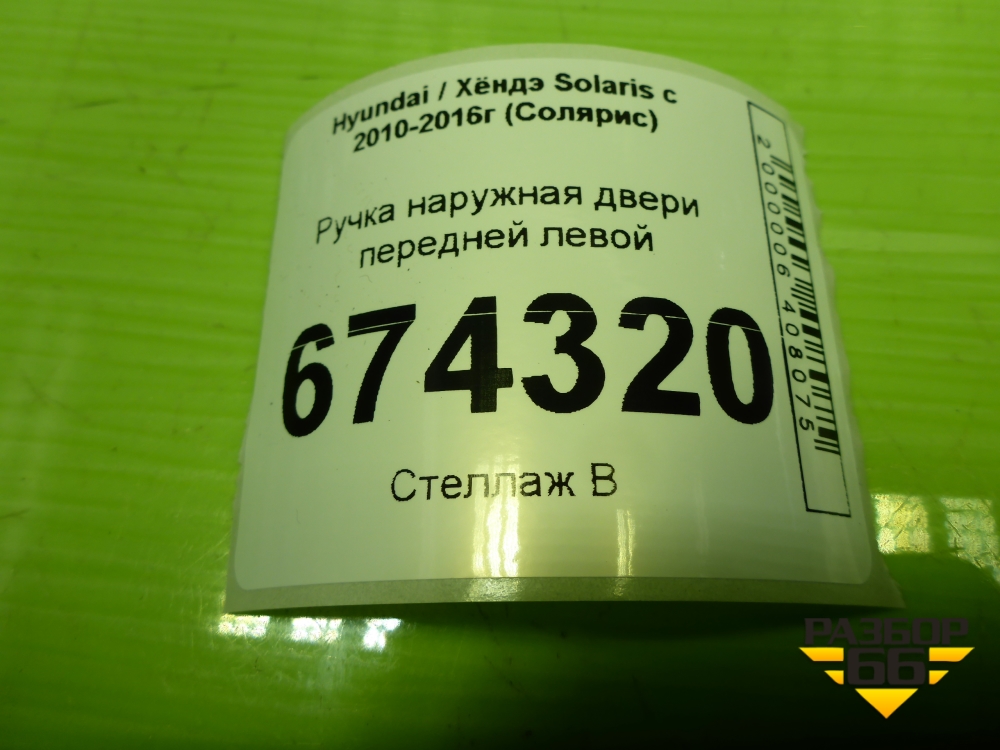 Hyundai / Хёндэ Solaris с
2010-2016г (Солярис)
Ручка наружная двери
передней левой
674320
Стеллаж В
2000006408075
РАЗБОР
66